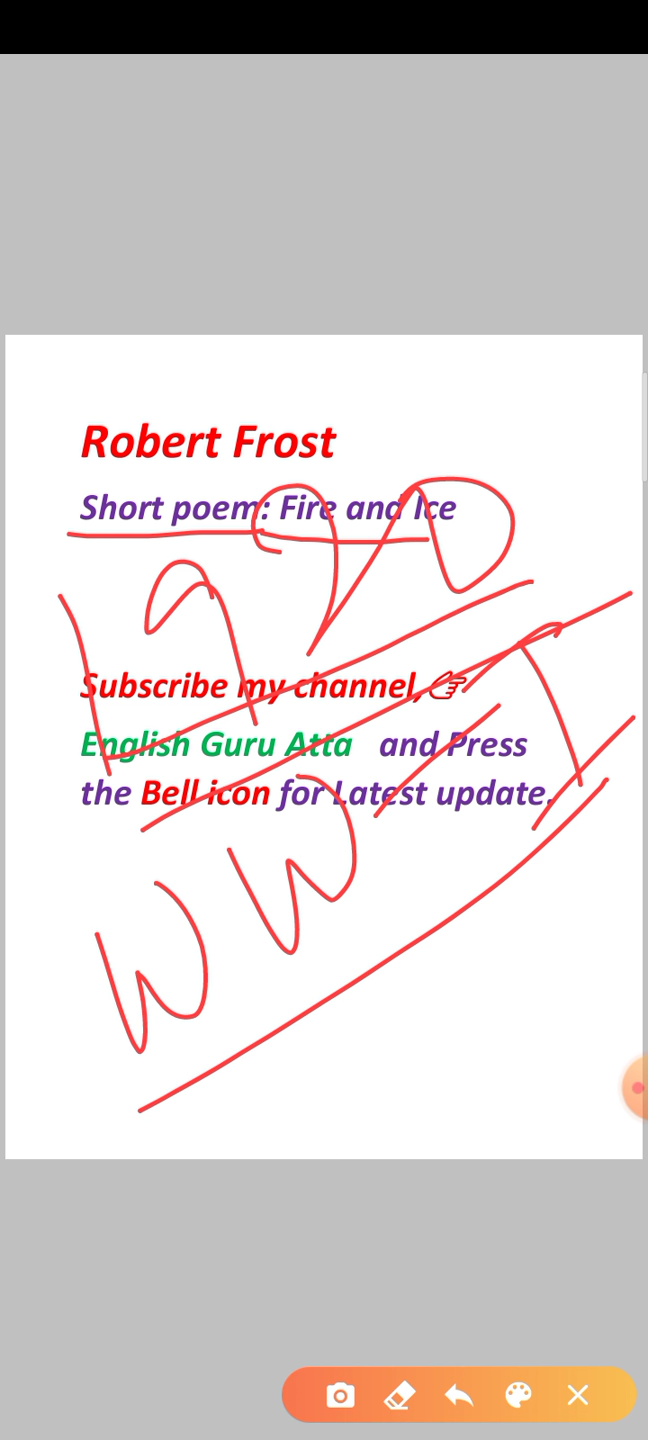 Robert Frost
Short poem: Fire and Ice
1920
Subscribe my channel,
English Guru Atta and Press
the Bell icon for Latest update.
WWI